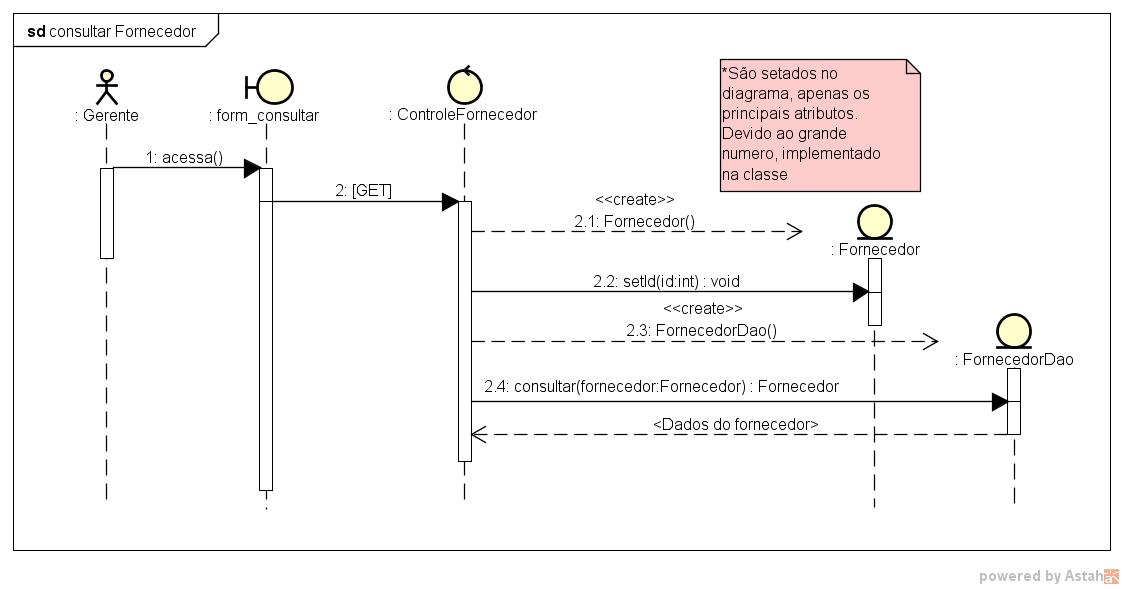 sd consultar Fornecedor
: Gerente
: form_consultar
: ControleFornecedor
*São setados no
diagrama, apenas os
principais atributos.
Devido ao grande
numero, implementado
na classe
1: acessa()
2: [GET]
<<create>>
2.1: Fornecedor()
: Fornecedor
2.2: setId(id:int) : void
<<create>>
2.3: FornecedorDao()
: FornecedorDao
2.4: consultar(fornecedor:Fornecedor) : Fornecedor
<Dados do fornecedor>
powered by Astah